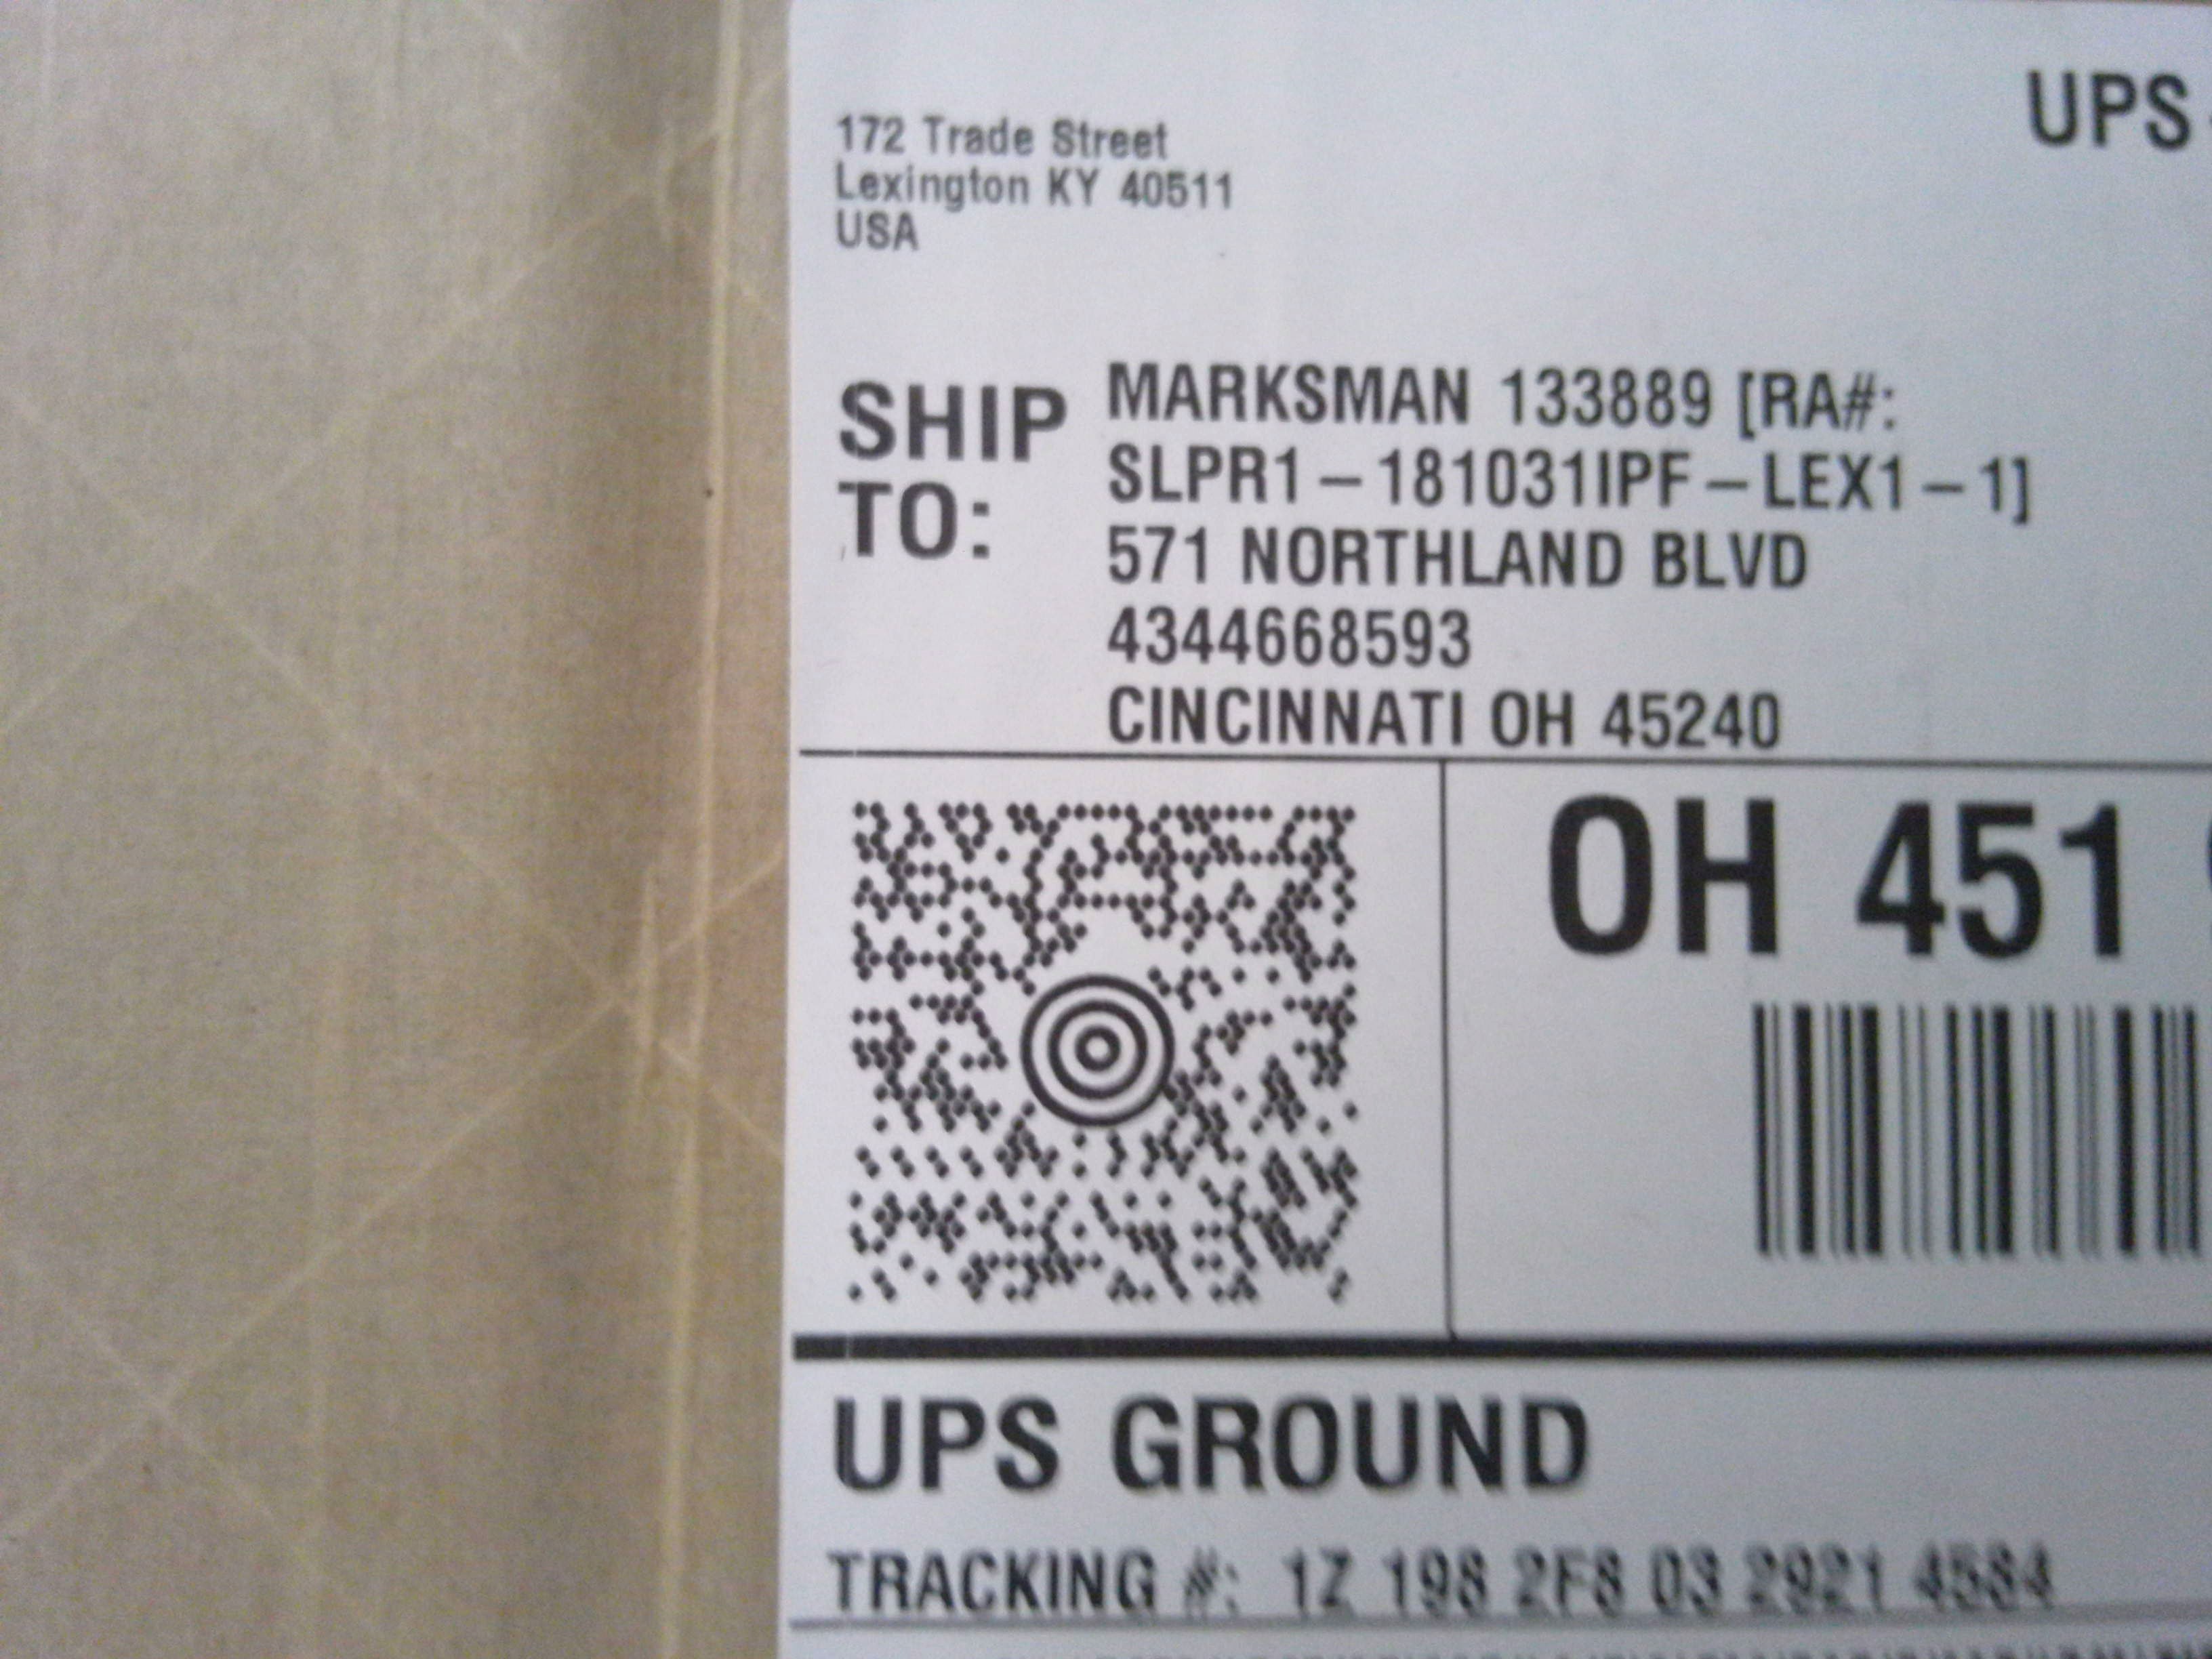 172 Trade Street
Lexington KY 40511
USA
UPS
SHIP TO:
MARKSMAN 133889 [RA#:
SLPR1-181031IPF-LEX1-1]
571 NORTHLAND BLVD
4344668593
CINCINNATI OH 45240
OH 451
UPS GROUND
TRACKING #: 1Z 198 2F8 03 2921 4584